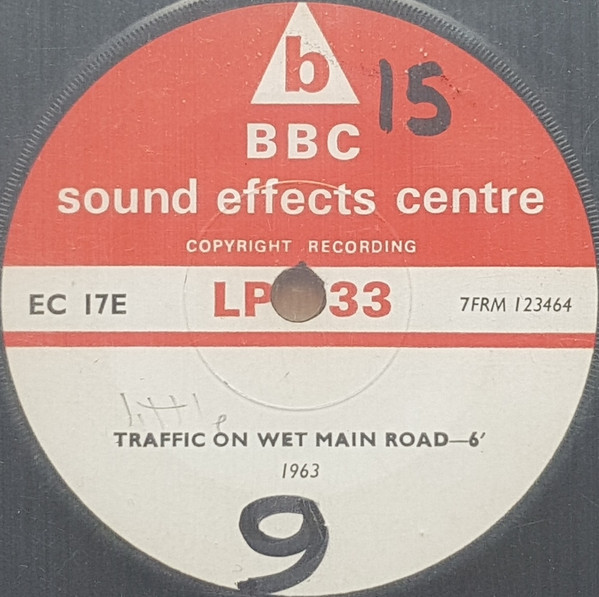 b
15
BBC
sound effects centre
COPYRIGHT RECORDING
EC 17E LP 33 7FRM 123464
little
TRAFFIC ON WET MAIN ROAD—6′
1963
9